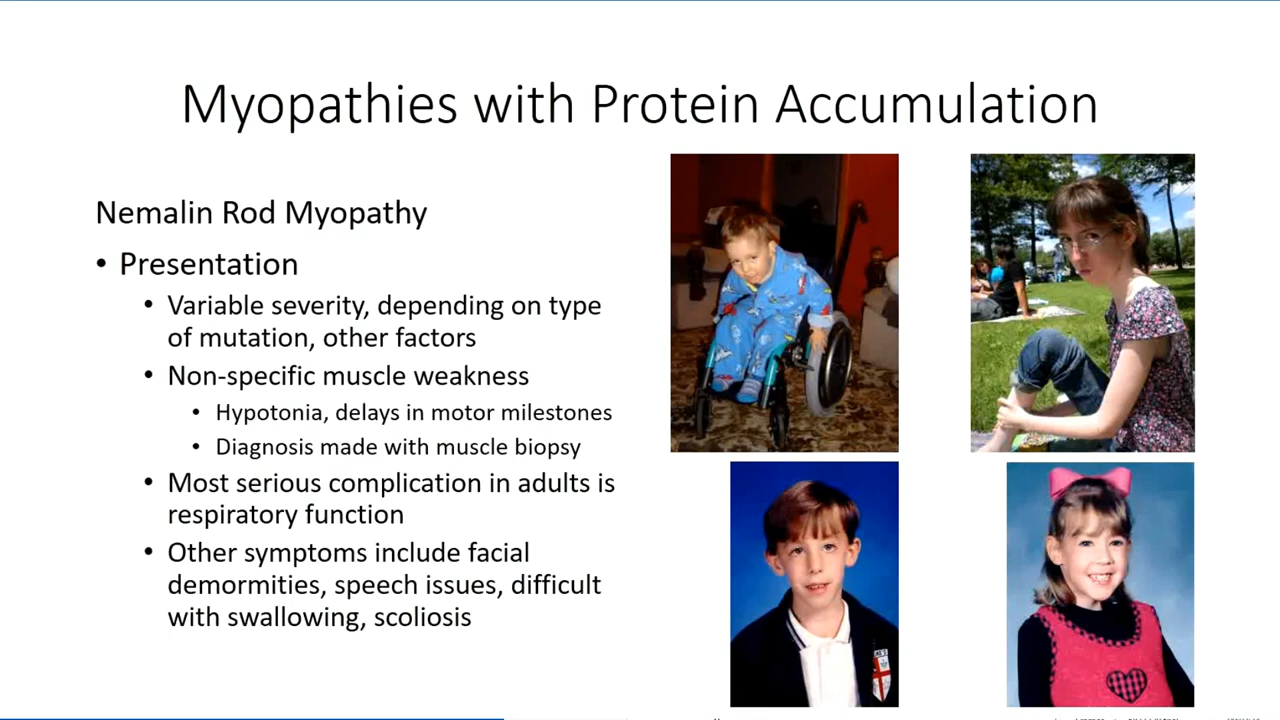 Myopathies with Protein Accumulation
Nemalin Rod Myopathy
• Presentation
• Variable severity, depending on type
of mutation, other factors
• Non-specific muscle weakness
• Hypotonia, delays in motor milestones
• Diagnosis made with muscle biopsy
• Most serious complication in adults is
respiratory function
• Other symptoms include facial
demormities, speech issues, difficult
with swallowing, scoliosis